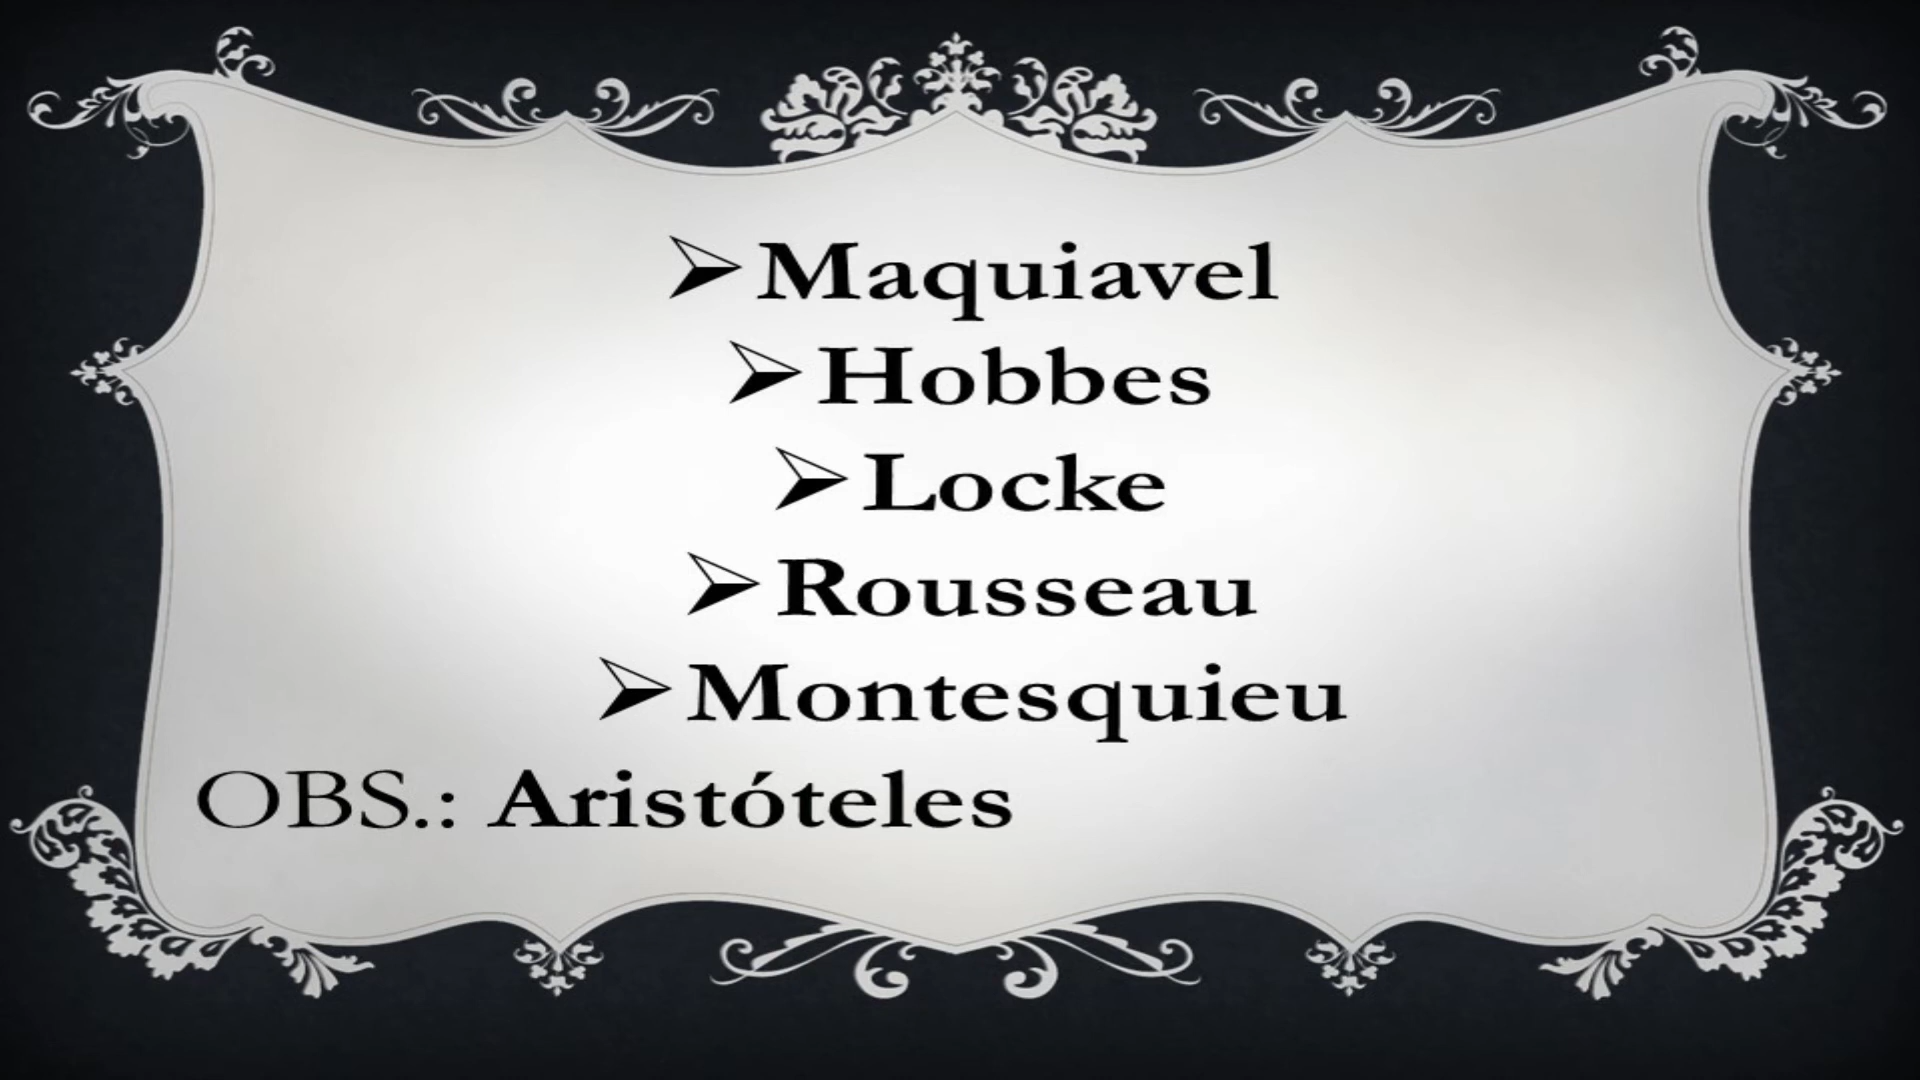 ➢Maquiavel
➢Hobbes
➢Locke
➢Rousseau
➢Montesquieu
OBS.: Aristóteles